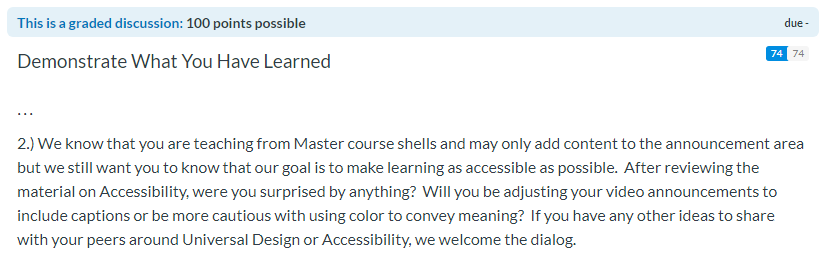 This is a graded discussion: 100 points possible
due -
Demonstrate What You Have Learned
74 74
...
2.) We know that you are teaching from Master course shells and may only add content to the announcement area
but we still want you to know that our goal is to make learning as accessible as possible.  After reviewing the
material on Accessibility, were you surprised by anything?  Will you be adjusting your video announcements to
include captions or be more cautious with using color to convey meaning?  If you have any other ideas to share
with your peers around Universal Design or Accessibility, we welcome the dialog.